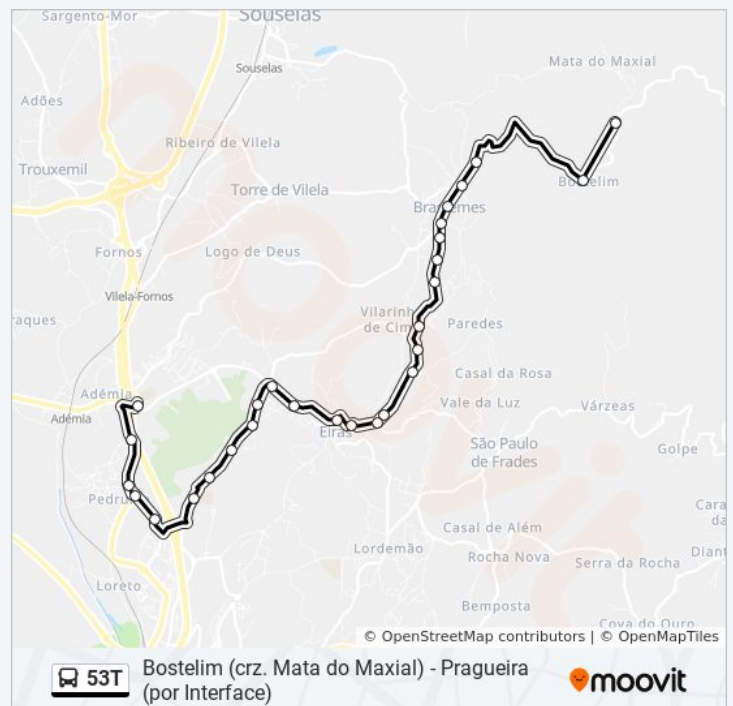 Sargento-Mor
Souselas
Souselas
Mata do Maxial
Adões
Ribeiro de Vilela
Trouxemil
Torre de Vilela
Bostelim
Brasfemes
Fornos
Logo de Deus
Vilela-Fornos
raques
Vilarinho
de Cima
Paredes
Casal da Rosa
Adémia
Vale da Luz
Várzeas
Adémia
Eiras
São Paulo
de Frades
Golpe
Pedru
Cara
da
Casal de Além
Lordemão
Rocha Nova
Serra da Rocha
Diant
Loreto
Bemposta
Cova do Ouro
© OpenStreetMap contributors | © OpenMapTiles
53T
Bostelim (crz. Mata do Maxial) - Pragueira
(por Interface)
moovit